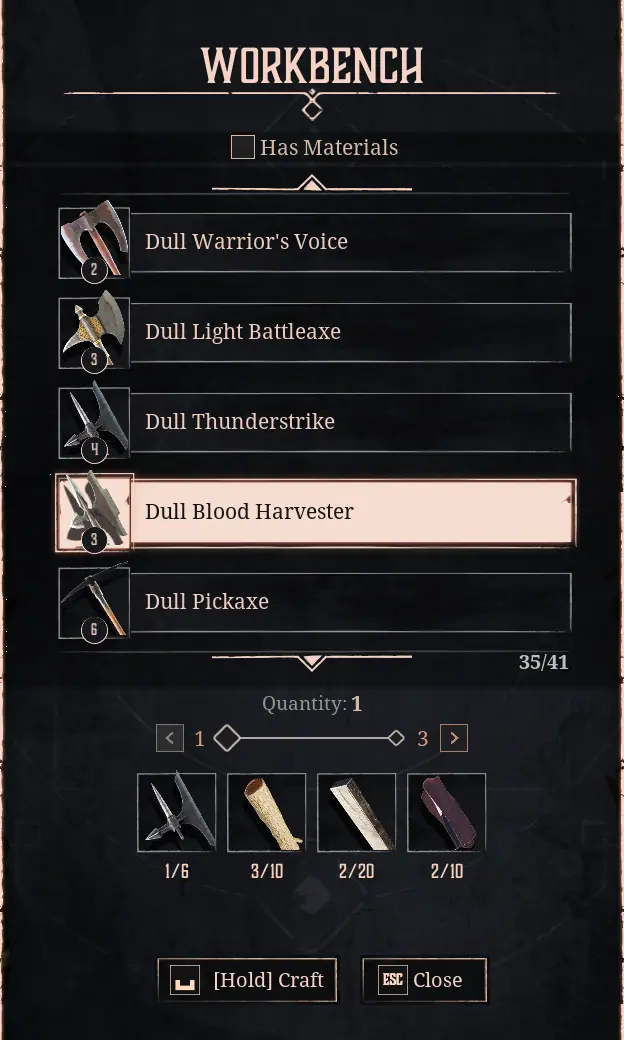 WORKBENCH
Has Materials
Dull Warrior's Voice
2
Dull Light Battleaxe
3
Dull Thunderstrike
4
Dull Blood Harvester
3
Dull Pickaxe
6
35/41
Quantity: 1
< 1 3 >
1/6 3/10 2/20 2/10
[Hold] Craft ESC Close